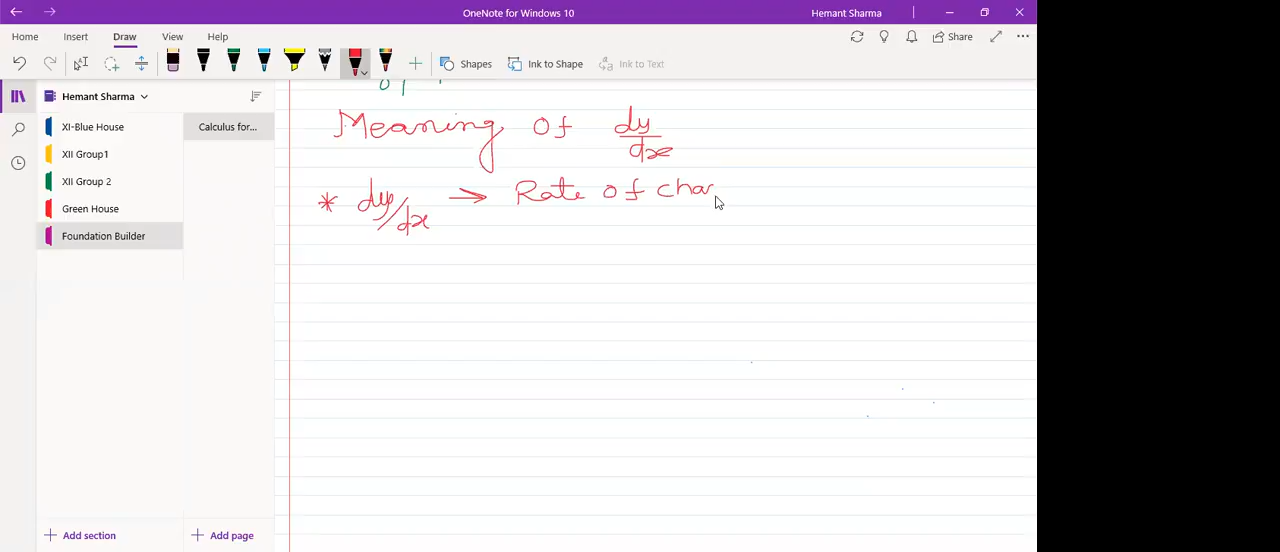 OneNote for Windows 10
Hemant Sharma
Home Insert Draw View Help
Share
Shapes Ink to Shape Ink to Text
Hemant Sharma
XI-Blue House
XII Group1
XII Group 2
Green House
Foundation Builder
Calculus for...
Add section
Add page
Meaning of dy/dx
* dy/dx → Rate of chan